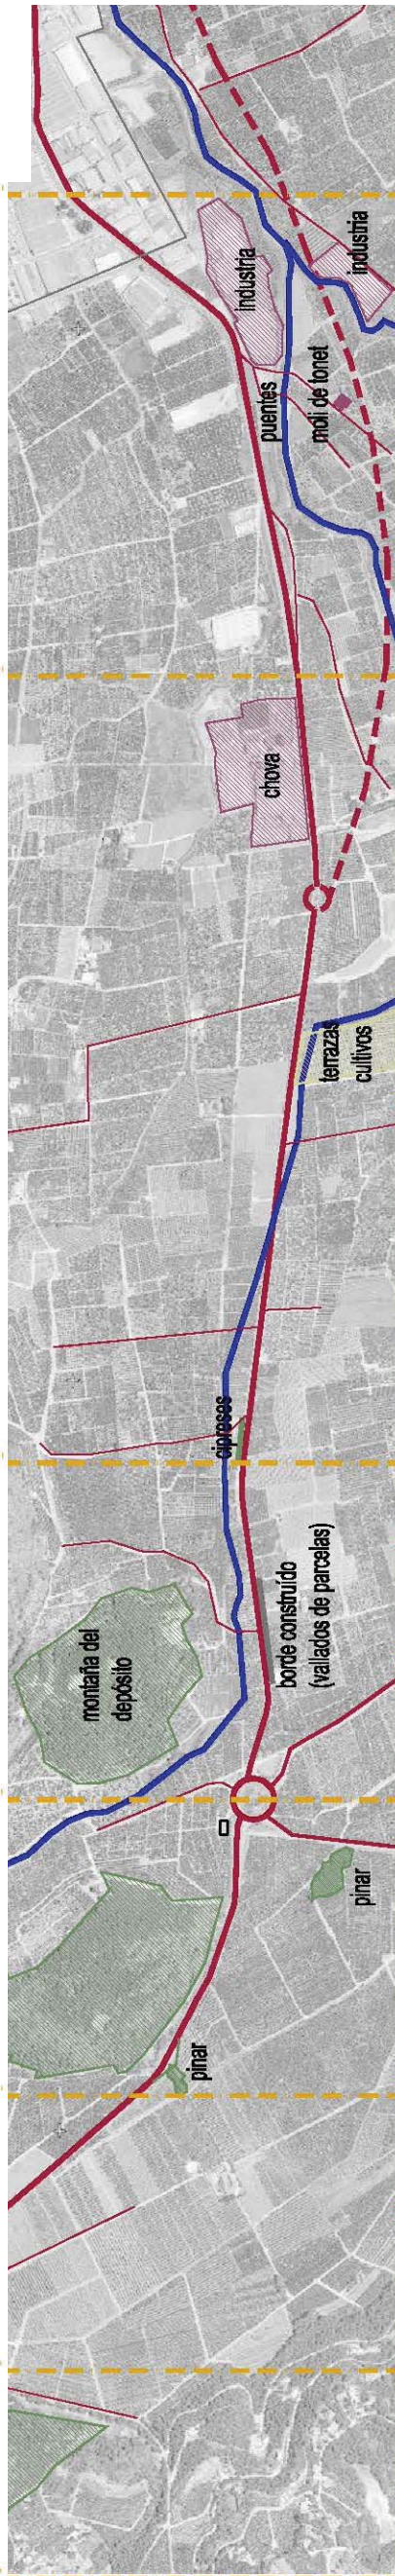 industria
industria
puentes
moli de tonet
chova
terrazas
cultivos
cipreses
borde construído
(vallados de parcelas)
montaña del
depósito
pinar
pinar